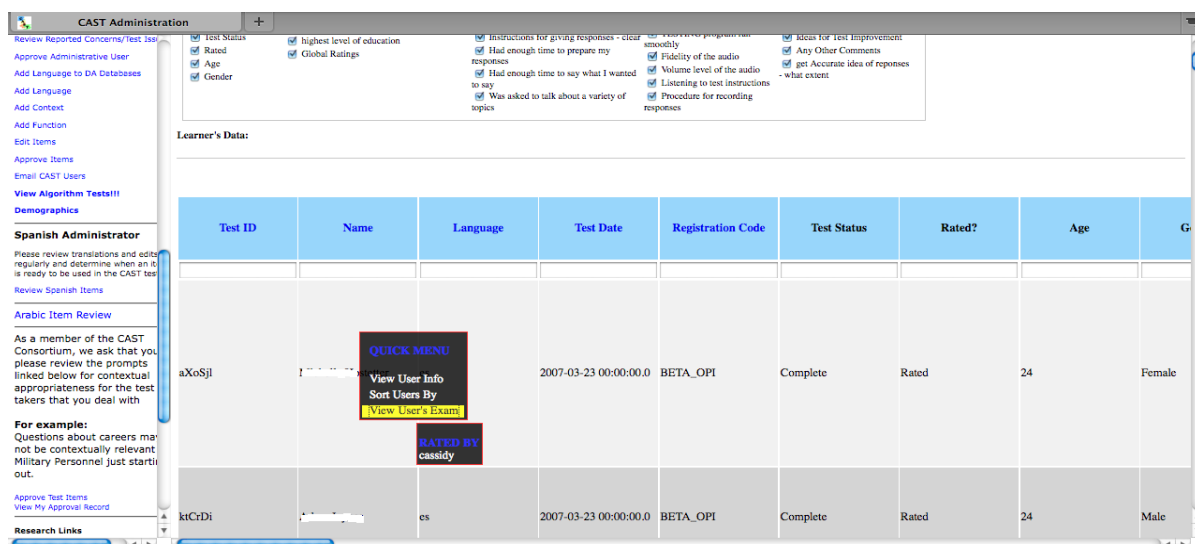 CAST Administration
+
Review Reported Concerns/Test Iss
Approve Administrative User
Add Language to DA Databases
Add Language
Add Context
Add Function
Edit Items
Approve Items
Email CAST Users
View Algorithm Tests!!!
Demographics
Spanish Administrator
Please review translations and edits
regularly and determine when an it
is ready to be used in the CAST tes
Review Spanish Items
Arabic Item Review
As a member of the CAST
Consortium, we ask that you
please review the prompts
linked below for contextual
appropriateness for the test
takers that you deal with
For example:
Questions about careers may
not be contextually relevant
Military Personnel just starti
out.
Approve Test Items
View My Approval Record
Research Links
Test Status
Rated
Age
Gender
highest level of education
Global Ratings
Instructions for giving responses - clear
Had enough time to prepare my
responses
Had enough time to say what I wanted
to say
Was asked to talk about a variety of
topics
smoothly
Fidelity of the audio
Volume level of the audio
Listening to test instructions
Procedure for recording
responses
Ideas for Test Improvement
Any Other Comments
get Accurate idea of reponses
- what extent
Learner's Data:
Test ID Name Language Test Date Registration Code Test Status Rated? Age Ge
aXoSjl es 2007-03-23 00:00:00.0 BETA_OPI Complete Rated 24 Female
QUICK MENU
View User Info
Sort Users By
View User's Exam
RATED BY
cassidy
ktCrDi es 2007-03-23 00:00:00.0 BETA_OPI Complete Rated 24 Male